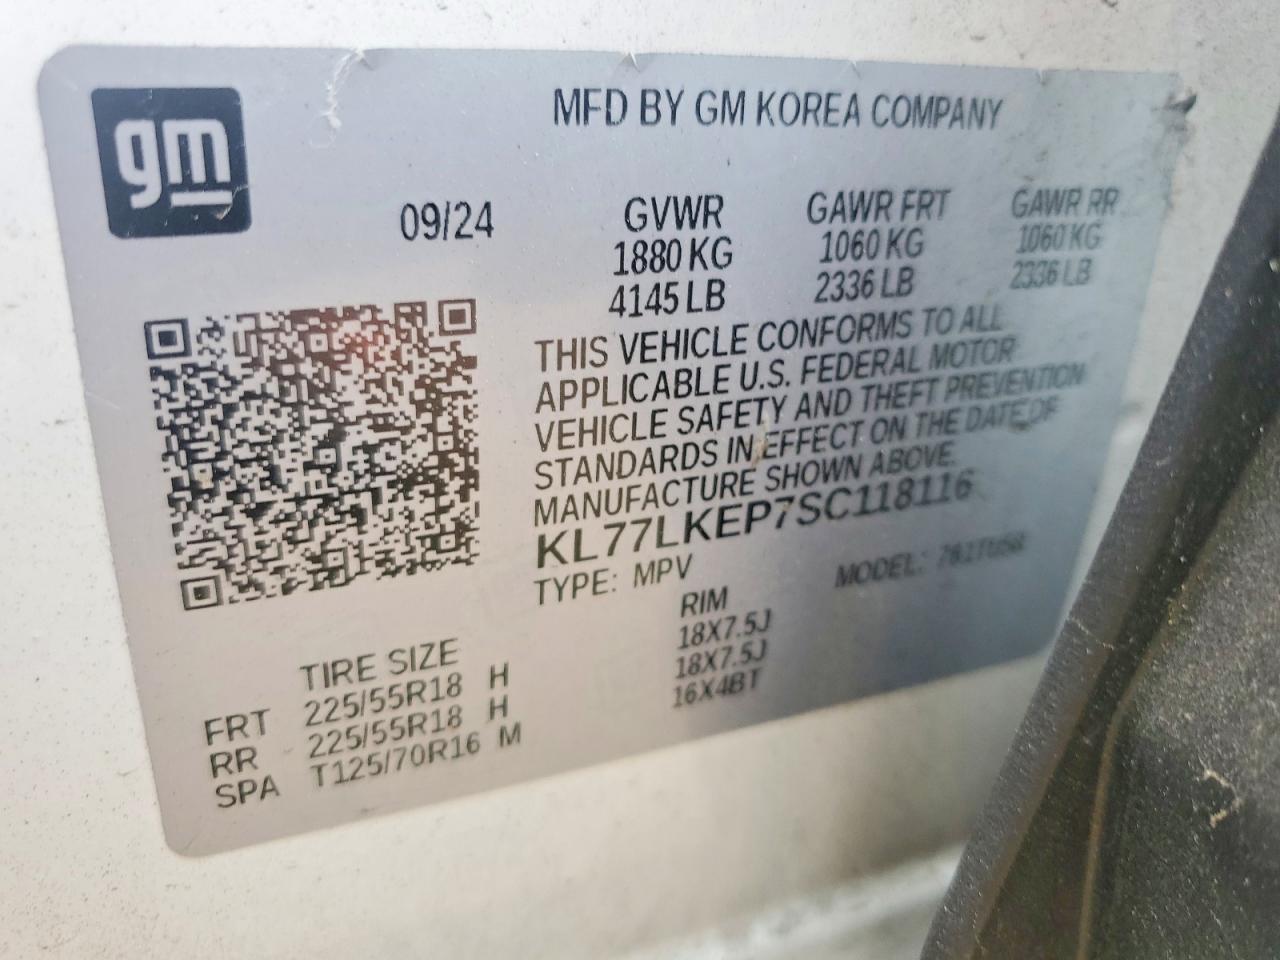 gm
MFD BY GM KOREA COMPANY
09/24
GVWR GAWR FRT GAWR RR
1880 KG 1060 KG 1060 KG
4145 LB 2336 LB 2336 LB
THIS VEHICLE CONFORMS TO ALL
APPLICABLE U.S. FEDERAL MOTOR
VEHICLE SAFETY AND THEFT PREVENTION
STANDARDS IN EFFECT ON THE DATE OF
MANUFACTURE SHOWN ABOVE.
KL77LKEP7SC118116
TYPE: MPV MODEL:
TIRE SIZE RIM
FRT 225/55R18 H 18X7.5J
RR 225/55R18 H 18X7.5J
SPA T125/70R16 M 16X4BT